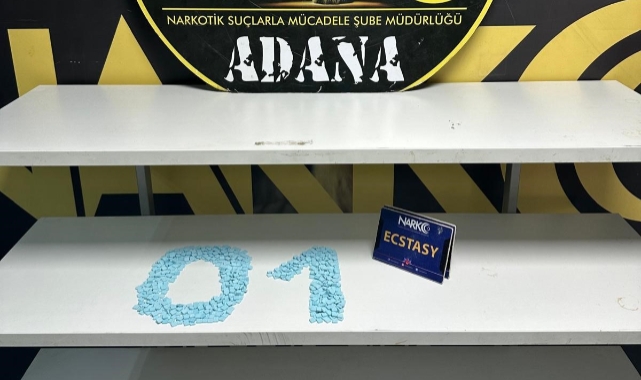 NARKOTİK SUÇLARLA MÜCADELE ŞUBE MÜDÜRLÜĞÜ
ADANA
01
NARKO
ECSTASY